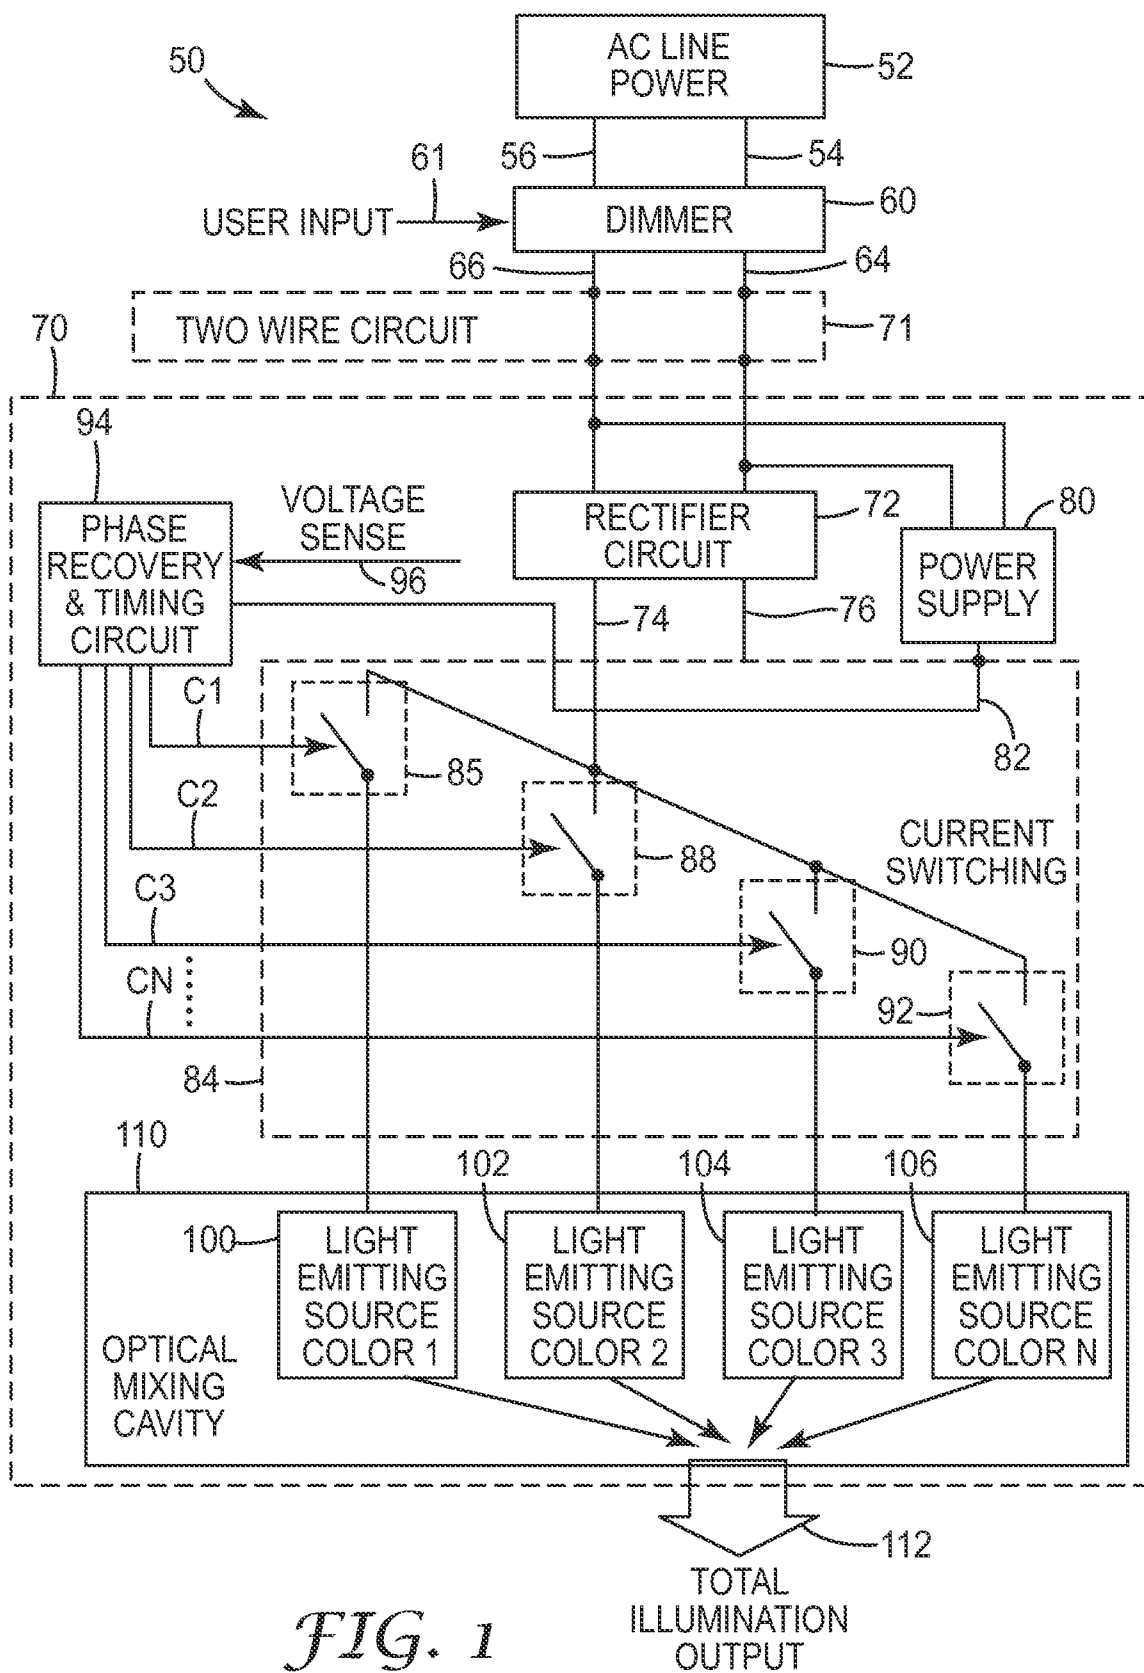 50
AC LINE
POWER
52
56
54
61
USER INPUT
DIMMER
60
66
64
TWO WIRE CIRCUIT
71
70
94
PHASE
RECOVERY
& TIMING
CIRCUIT
VOLTAGE
SENSE
96
RECTIFIER
CIRCUIT
72
80
POWER
SUPPLY
74
76
82
C1
85
C2
88
CURRENT
SWITCHING
C3
90
CN
92
84
110
102
104
106
100
LIGHT
EMITTING
SOURCE
COLOR 1
LIGHT
EMITTING
SOURCE
COLOR 2
LIGHT
EMITTING
SOURCE
COLOR 3
LIGHT
EMITTING
SOURCE
COLOR N
OPTICAL
MIXING
CAVITY
112
TOTAL
ILLUMINATION
OUTPUT
FIG. 1